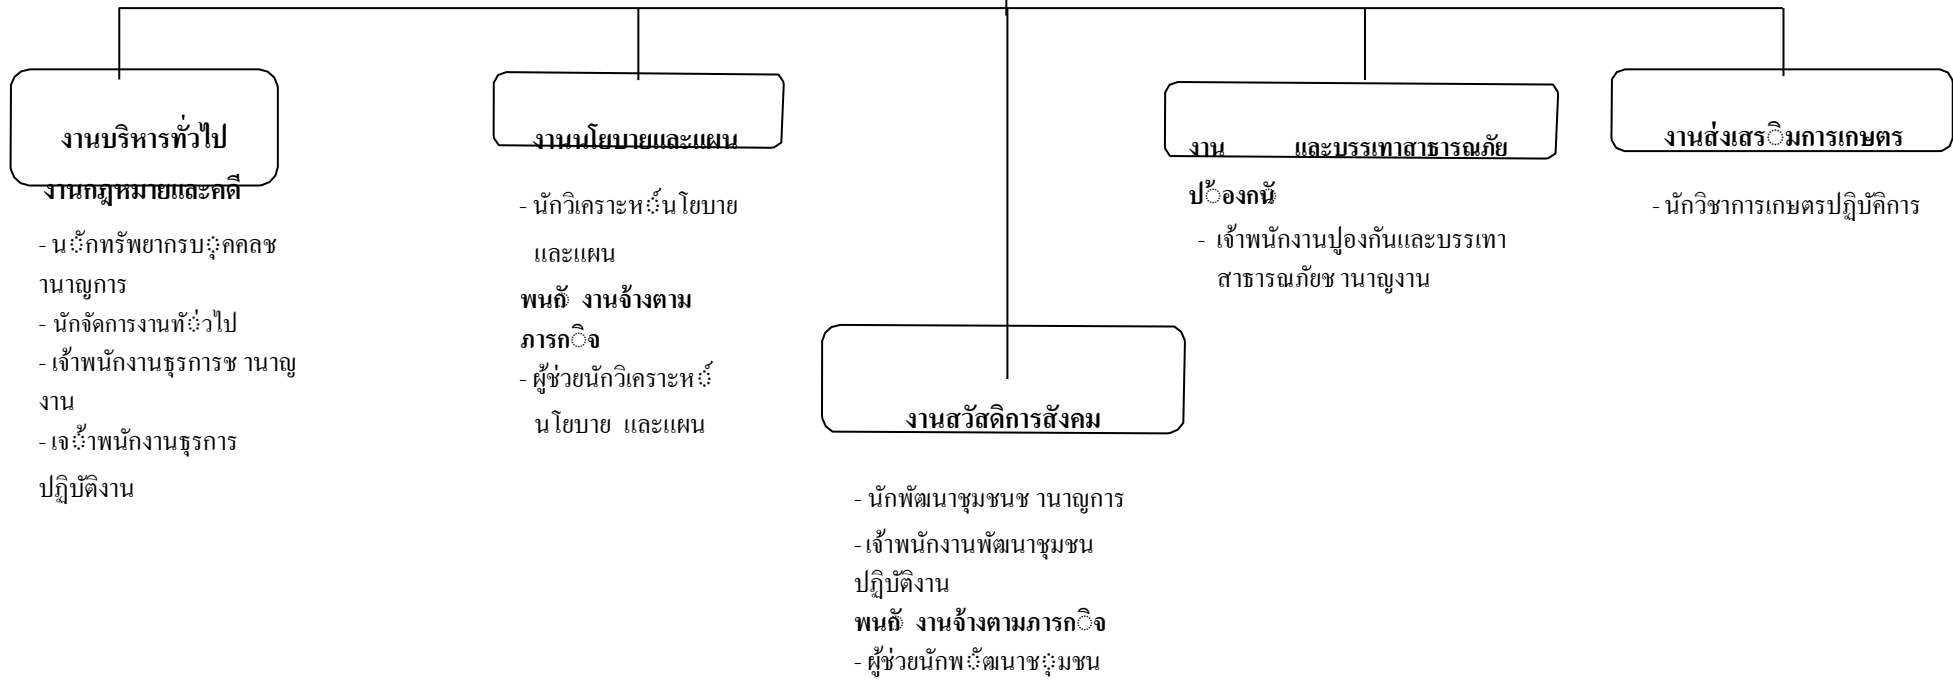 งานบริหารทั่วไป
งานกฎหมายและคดี
- นักทรัพยากรบุคคลช
านาญการ
- นักจัดการงานทั่วไป
- เจ้าพนักงานธุรการช านาญ
งาน
- เจ้าพนักงานธุรการ
ปฏิบัติงาน
งานนโยบายและแผน
- นักวิเคราะห์นโยบาย
และแผน
พนักงานจ้างตาม
ภารกิจ
- ผู้ช่วยนักวิเคราะห์
นโยบาย และแผน
งานสวัสดิการสังคม
- นักพัฒนาชุมชนช านาญการ
- เจ้าพนักงานพัฒนาชุมชน
ปฏิบัติงาน
พนักงานจ้างตามภารกิจ
- ผู้ช่วยนักพัฒนาชุมชน
งาน และบรรเทาสาธารณภัย
ป้องกัน
- เจ้าพนักงานปูองกันและบรรเทา
สาธารณภัยช านาญงาน
งานส่งเสริมการเกษตร
- นักวิชาการเกษตรปฏิบัติการ